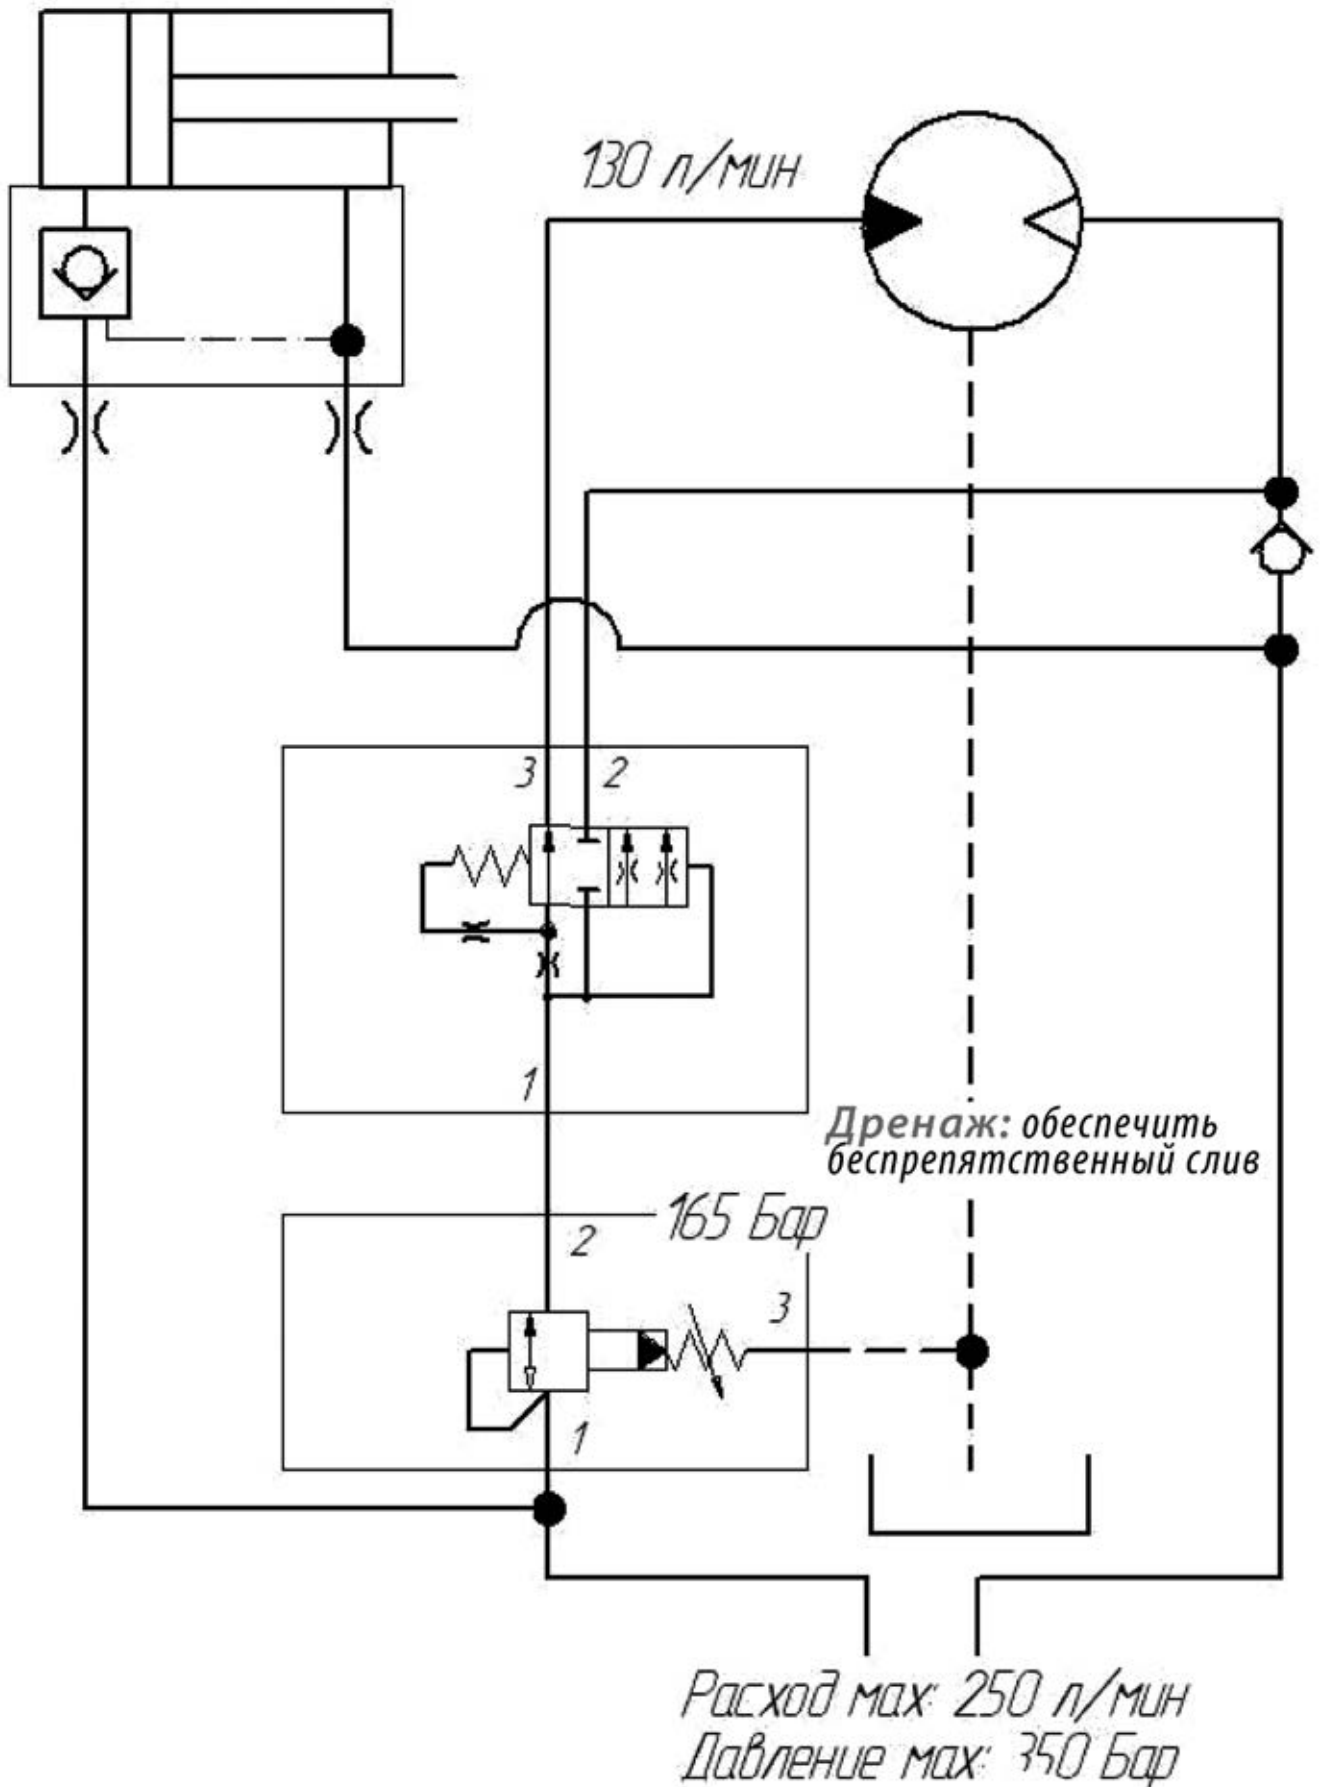 130 л/мин
3 2
1
Дренаж: обеспечить
беспрепятственный слив
165 Бар
2
3
1
Расход max: 250 л/мин
Давление max: 350 Бар